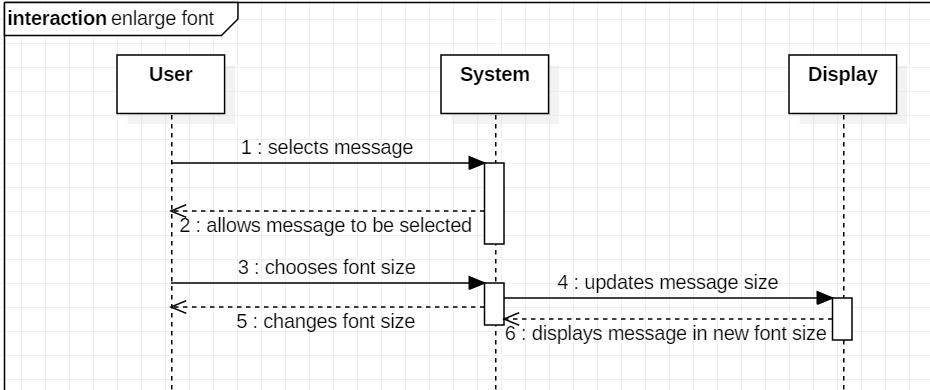 interaction enlarge font
User
System
Display
1 : selects message
2 : allows message to be selected
3 : chooses font size
4 : updates message size
5 : changes font size
6 : displays message in new font size